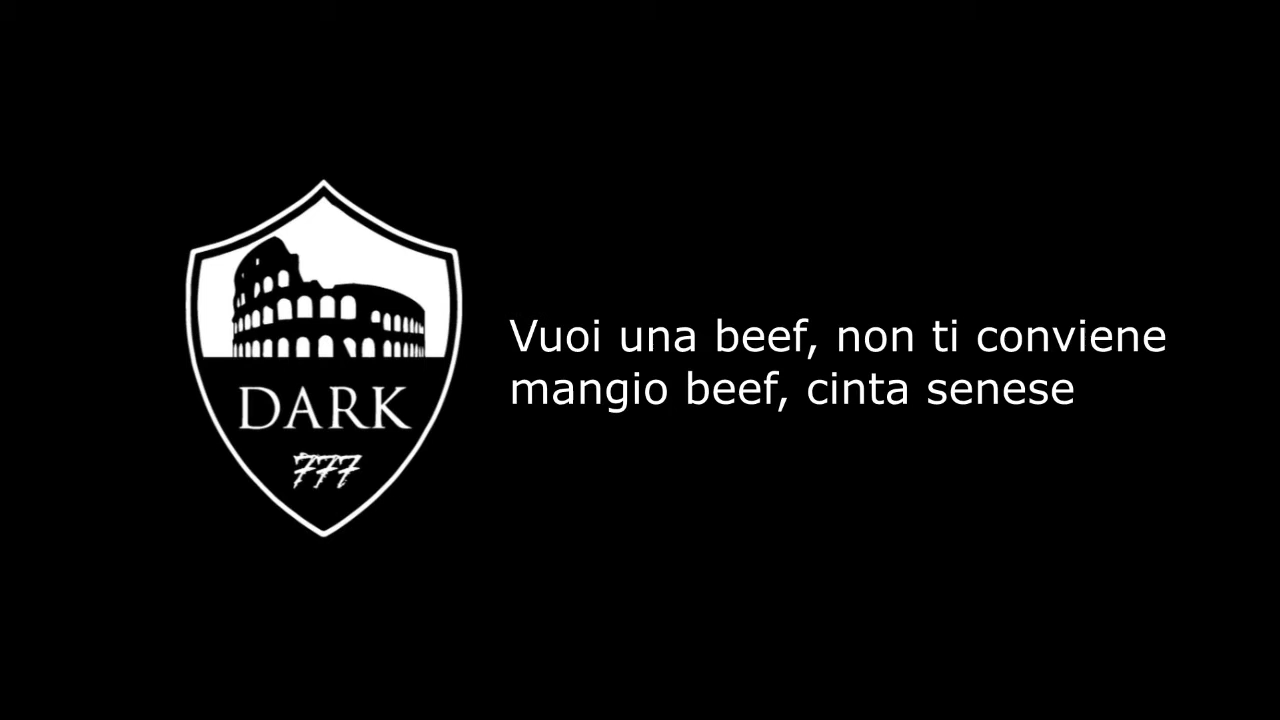 DARK
777
Vuoi una beef, non ti conviene
mangio beef, cinta senese